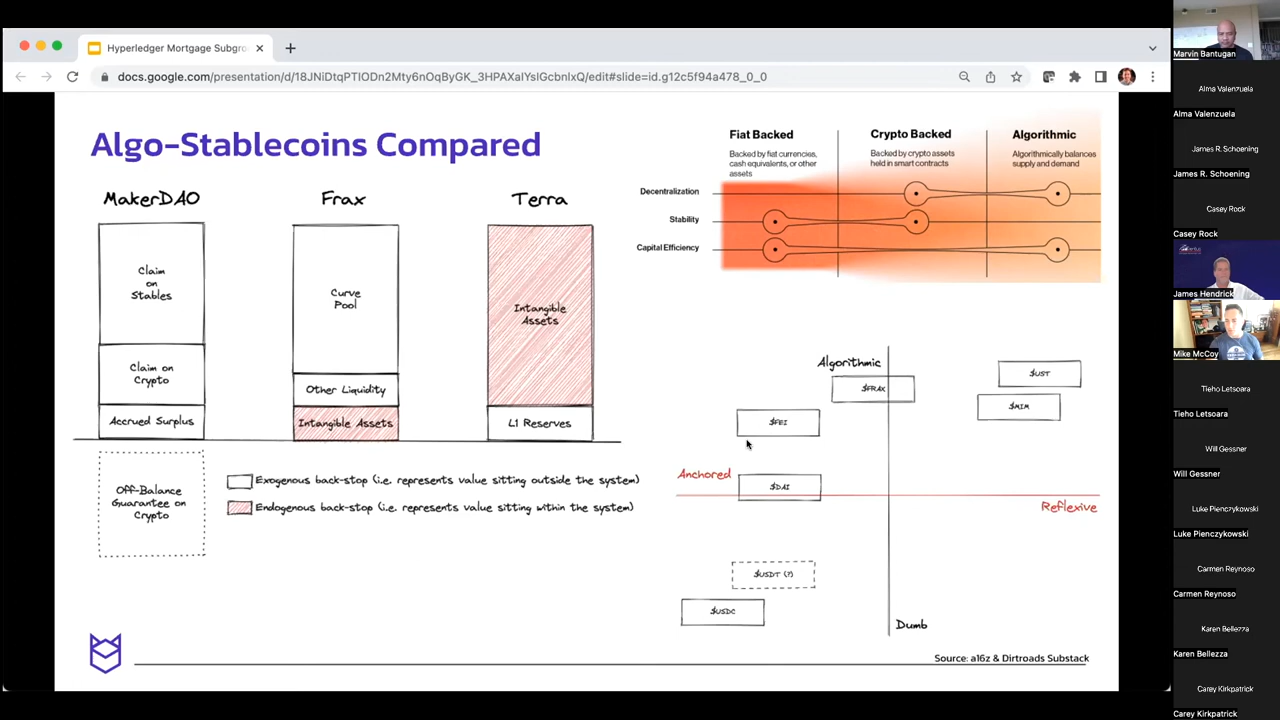 Hyperledger Mortgage Subgro
docs.google.com/presentation/d/18JNiDtqPTIODn2Mty6nOqByGK_3HPAXalYslGcbnlxQ/edit#slide=id.g12c5f94a478_0_0
Algo-Stablecoins Compared
MakerDAO
Frax
Terra
Claim
on
Stables
Claim on
Crypto
Accrued Surplus
Off-Balance
Guarantee on
Crypto
Curve
Pool
Other Liquidity
Intangible Assets
Intangible
Assets
L1 Reserves
Exogenous back-stop (i.e. represents value sitting outside the system)
Endogenous back-stop (i.e. represents value sitting within the system)
Fiat Backed
Backed by fiat currencies,
cash equivalents, or other
assets
Crypto Backed
Backed by crypto assets
held in smart contracts
Algorithmic
Algorithmically balances
supply and demand
Decentralization
Stability
Capital Efficiency
Algorithmic
$FRAX
$UST
$MIM
$FEI
Anchored
$DAI
Reflexive
$USDT (?)
$USDC
Dumb
Source: a16z & Dirtroads Substack
Marvin Bantugan
Alma Valenzuela
Alma Valenzuela
James R. Schoening
James R. Schoening
Casey Rock
Casey Rock
James Hendrick
Mike McCoy
Tieho Letsoara
Tieho Letsoara
Will Gessner
Will Gessner
Luke Pienczykowski
Luke Pienczykowski
Carmen Reynoso
Carmen Reynoso
Karen Bellezza
Karen Bellezza
Carey Kirkpatrick
Carey Kirkpatrick